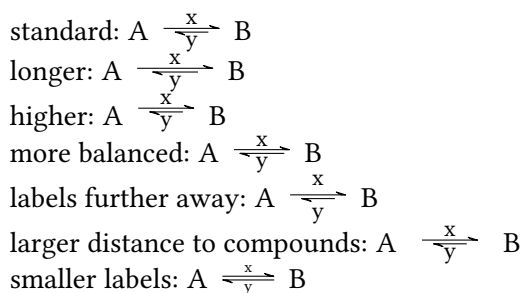 standard: A x ⇌ y B
longer: A x ⇌ y B
higher: A x ⇌ y B
more balanced: A x ⇌ y B
labels further away: A x ⇌ y B
larger distance to compounds: A x ⇌ y B
smaller labels: A x ⇌ y B